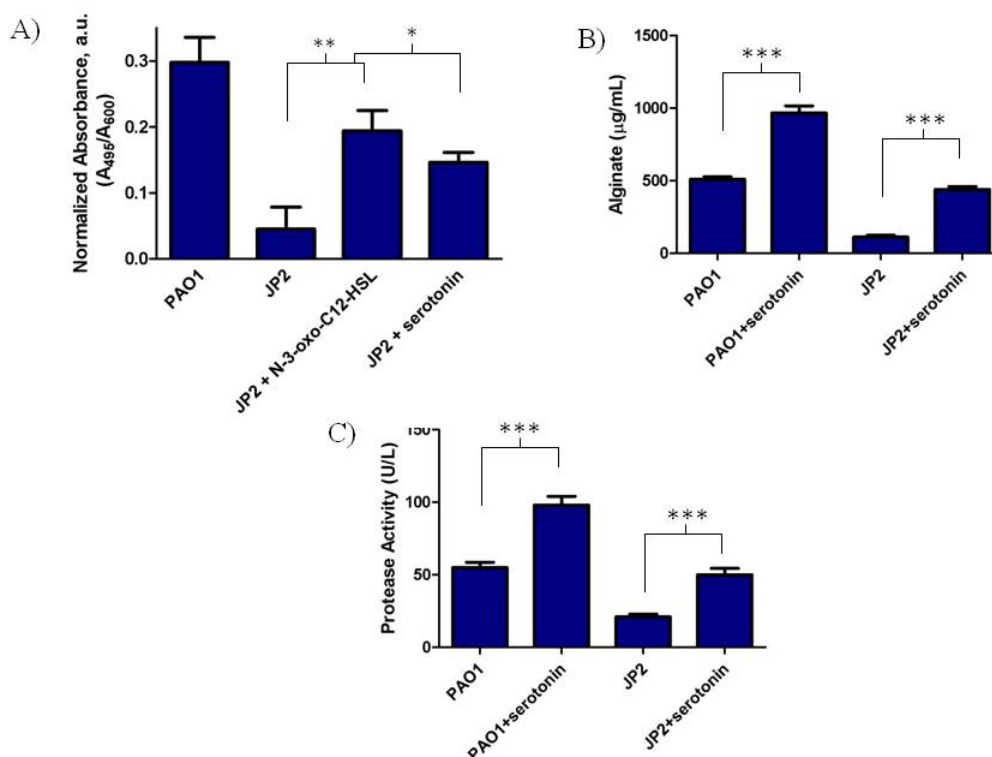 A)
Normalized Absorbance, a.u.
(A495/A600)
0.3
0.2
0.1
0.0
**
*
PAO1
JP2
JP2 + N-3-oxo-C12-HSL
JP2 + serotonin
B)
Alginate (µg/mL)
1500
1000
500
0
***
***
PAO1
PAO1+serotonin
JP2
JP2+serotonin
C)
Protease Activity (U/L)
150
100
50
0
***
***
PAO1
PAO1+serotonin
JP2
JP2+serotonin